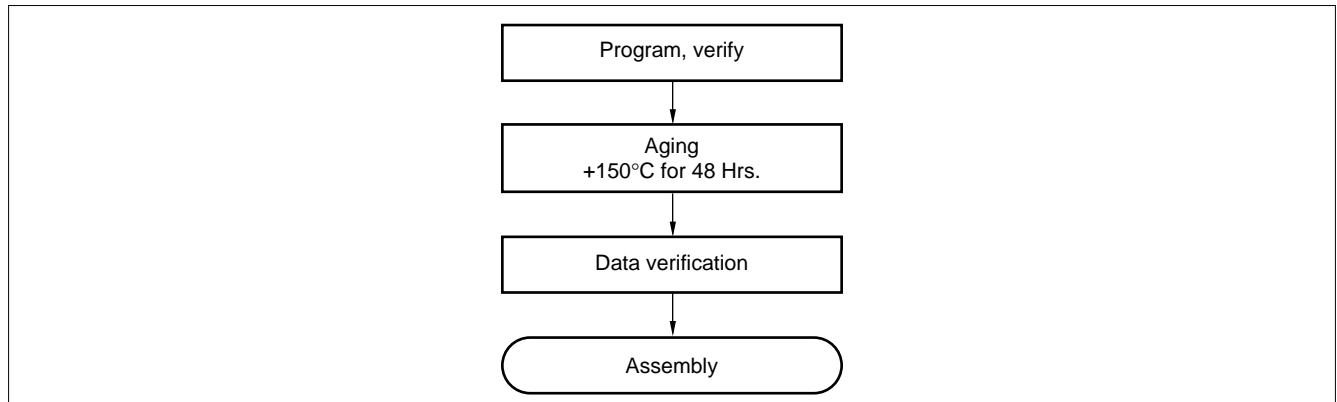 Program, verify
Aging
+150°C for 48 Hrs.
Data verification
Assembly